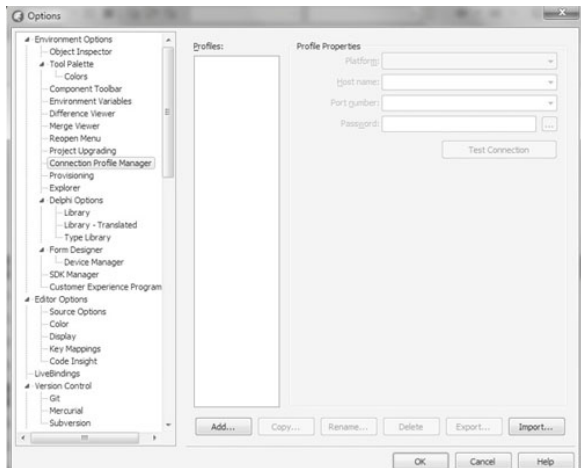 Options
Environment Options
Object Inspector
Tool Palette
Colors
Component Toolbar
Environment Variables
Difference Viewer
Merge Viewer
Reopen Menu
Project Upgrading
Connection Profile Manager
Provisioning
Explorer
Delphi Options
Library
Library - Translated
Type Library
Form Designer
Device Manager
SDK Manager
Customer Experience Program
Editor Options
Source Options
Color
Display
Key Mappings
Code Insight
LiveBindings
Version Control
Git
Mercurial
Subversion
Profiles:
Profile Properties
Platform:
Host name:
Port number:
Password:
...
Test Connection
Add...
Copy...
Rename...
Delete
Export...
Import...
OK
Cancel
Help